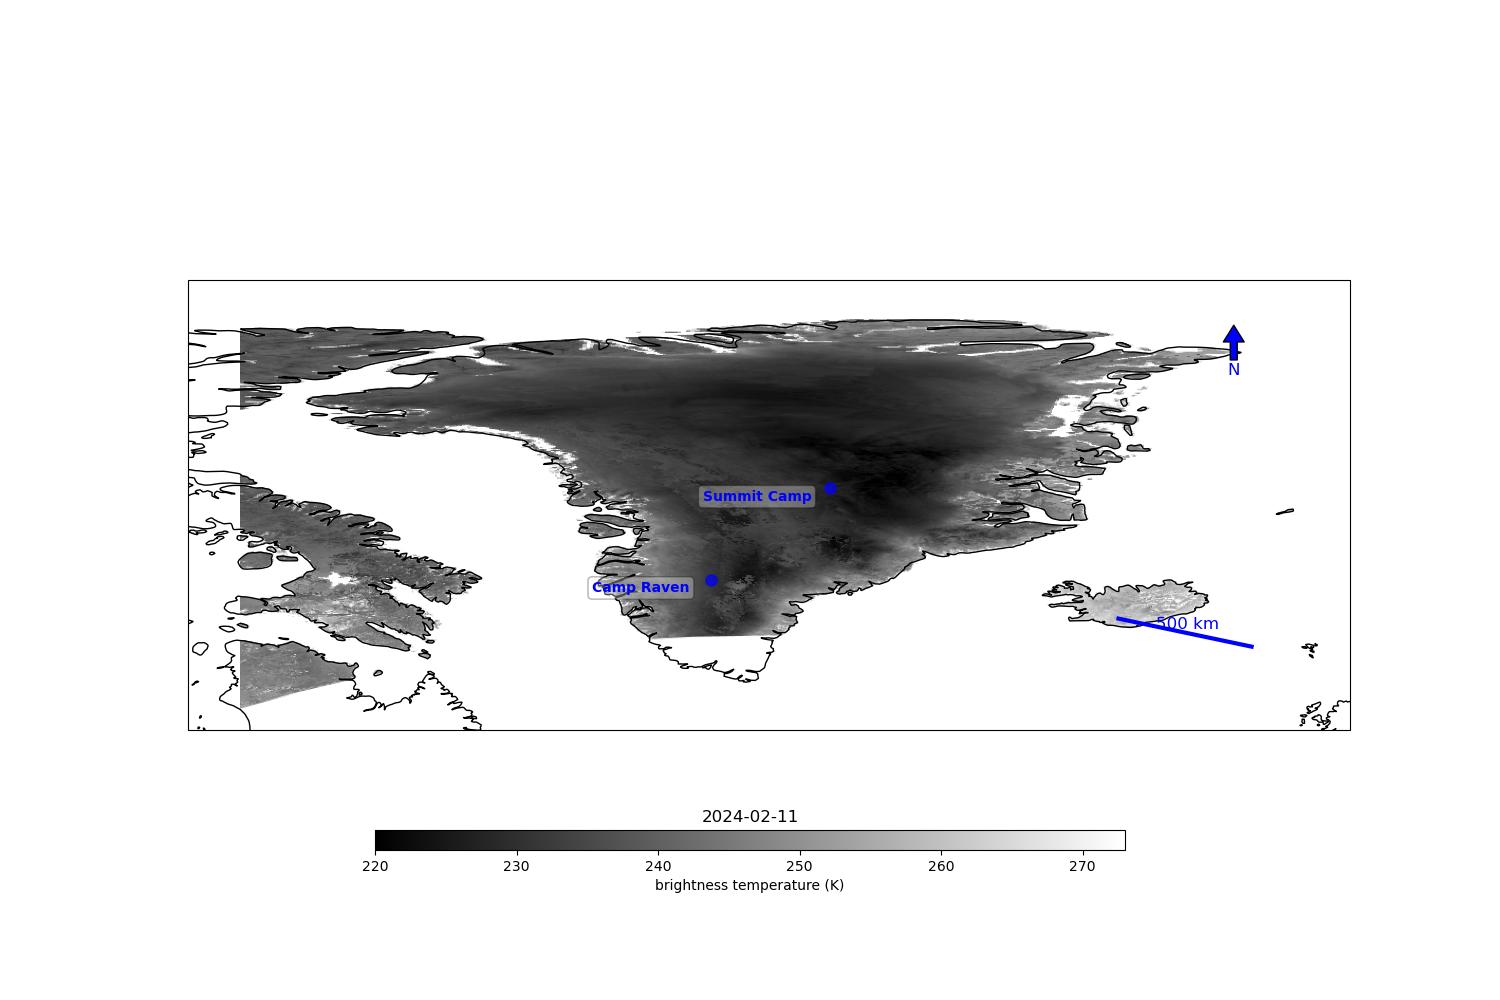 N
Summit Camp
Camp Raven
500 km
2024-02-11
220 230 240 250 260 270
brightness temperature (K)